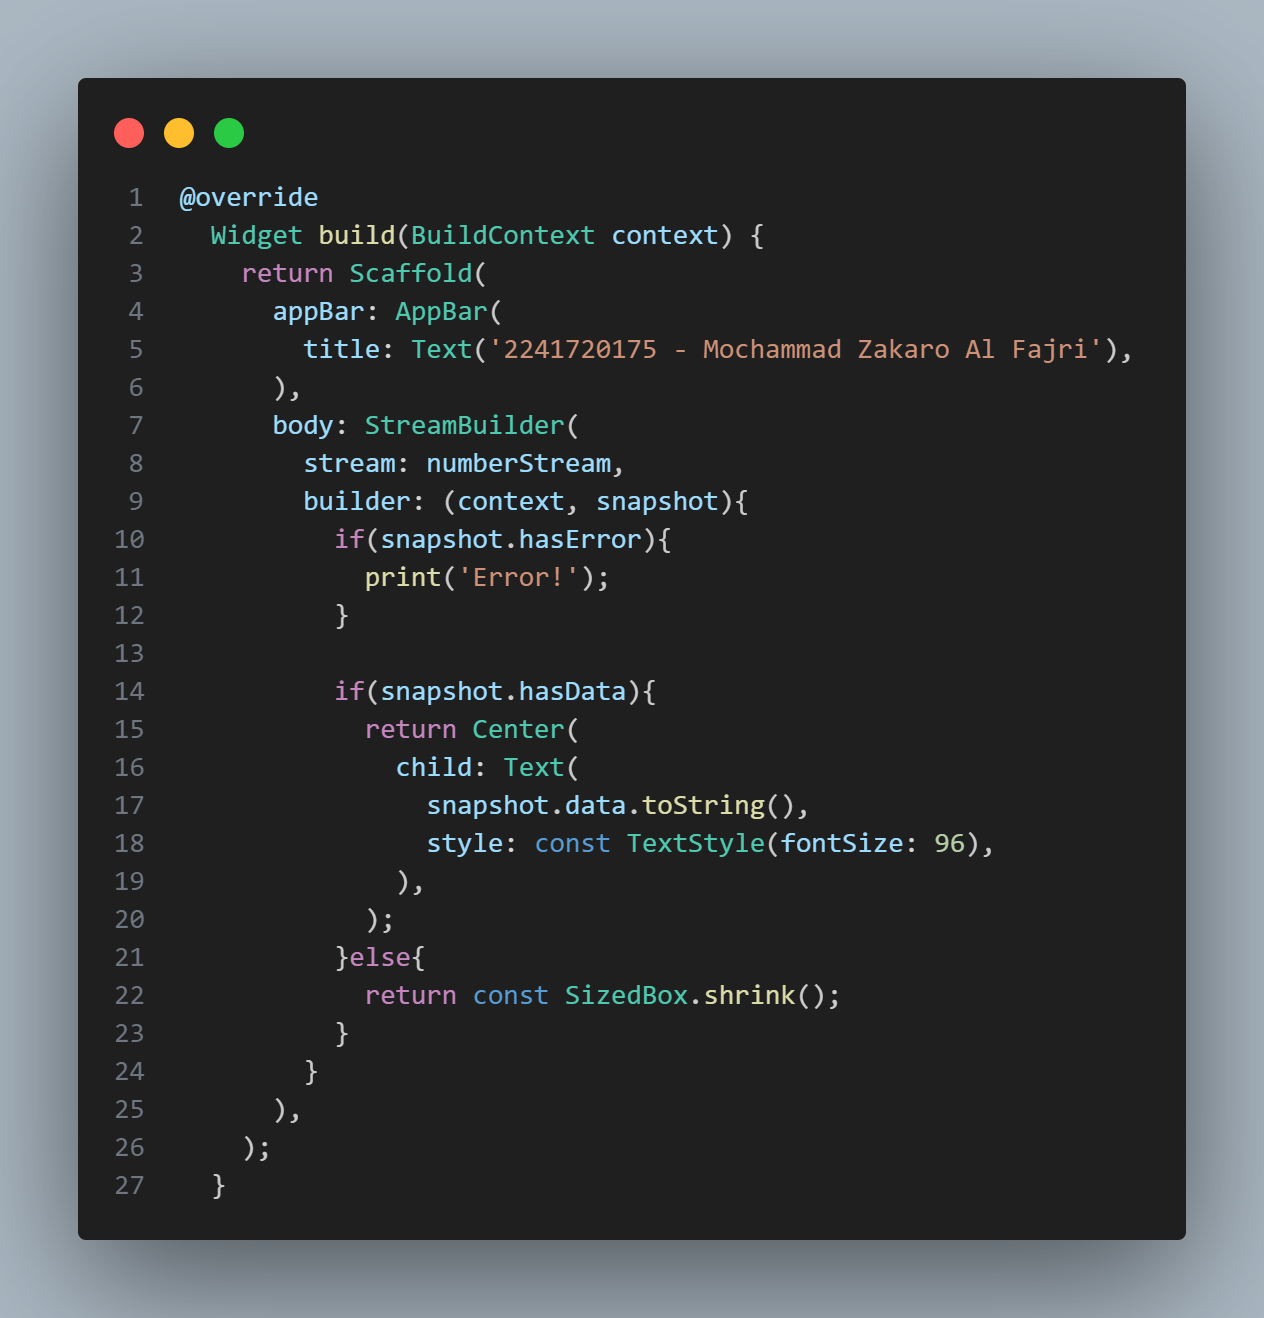 1 @override
2   Widget build(BuildContext context) {
3     return Scaffold(
4       appBar: AppBar(
5         title: Text('2241720175 - Mochammad Zakaro Al Fajri'),
6       ),
7       body: StreamBuilder(
8         stream: numberStream,
9         builder: (context, snapshot){
10           if(snapshot.hasError){
11             print('Error!');
12           }
13
14           if(snapshot.hasData){
15             return Center(
16               child: Text(
17                 snapshot.data.toString(),
18                 style: const TextStyle(fontSize: 96),
19               ),
20             );
21           }else{
22             return const SizedBox.shrink();
23           }
24         }
25       ),
26     );
27   }